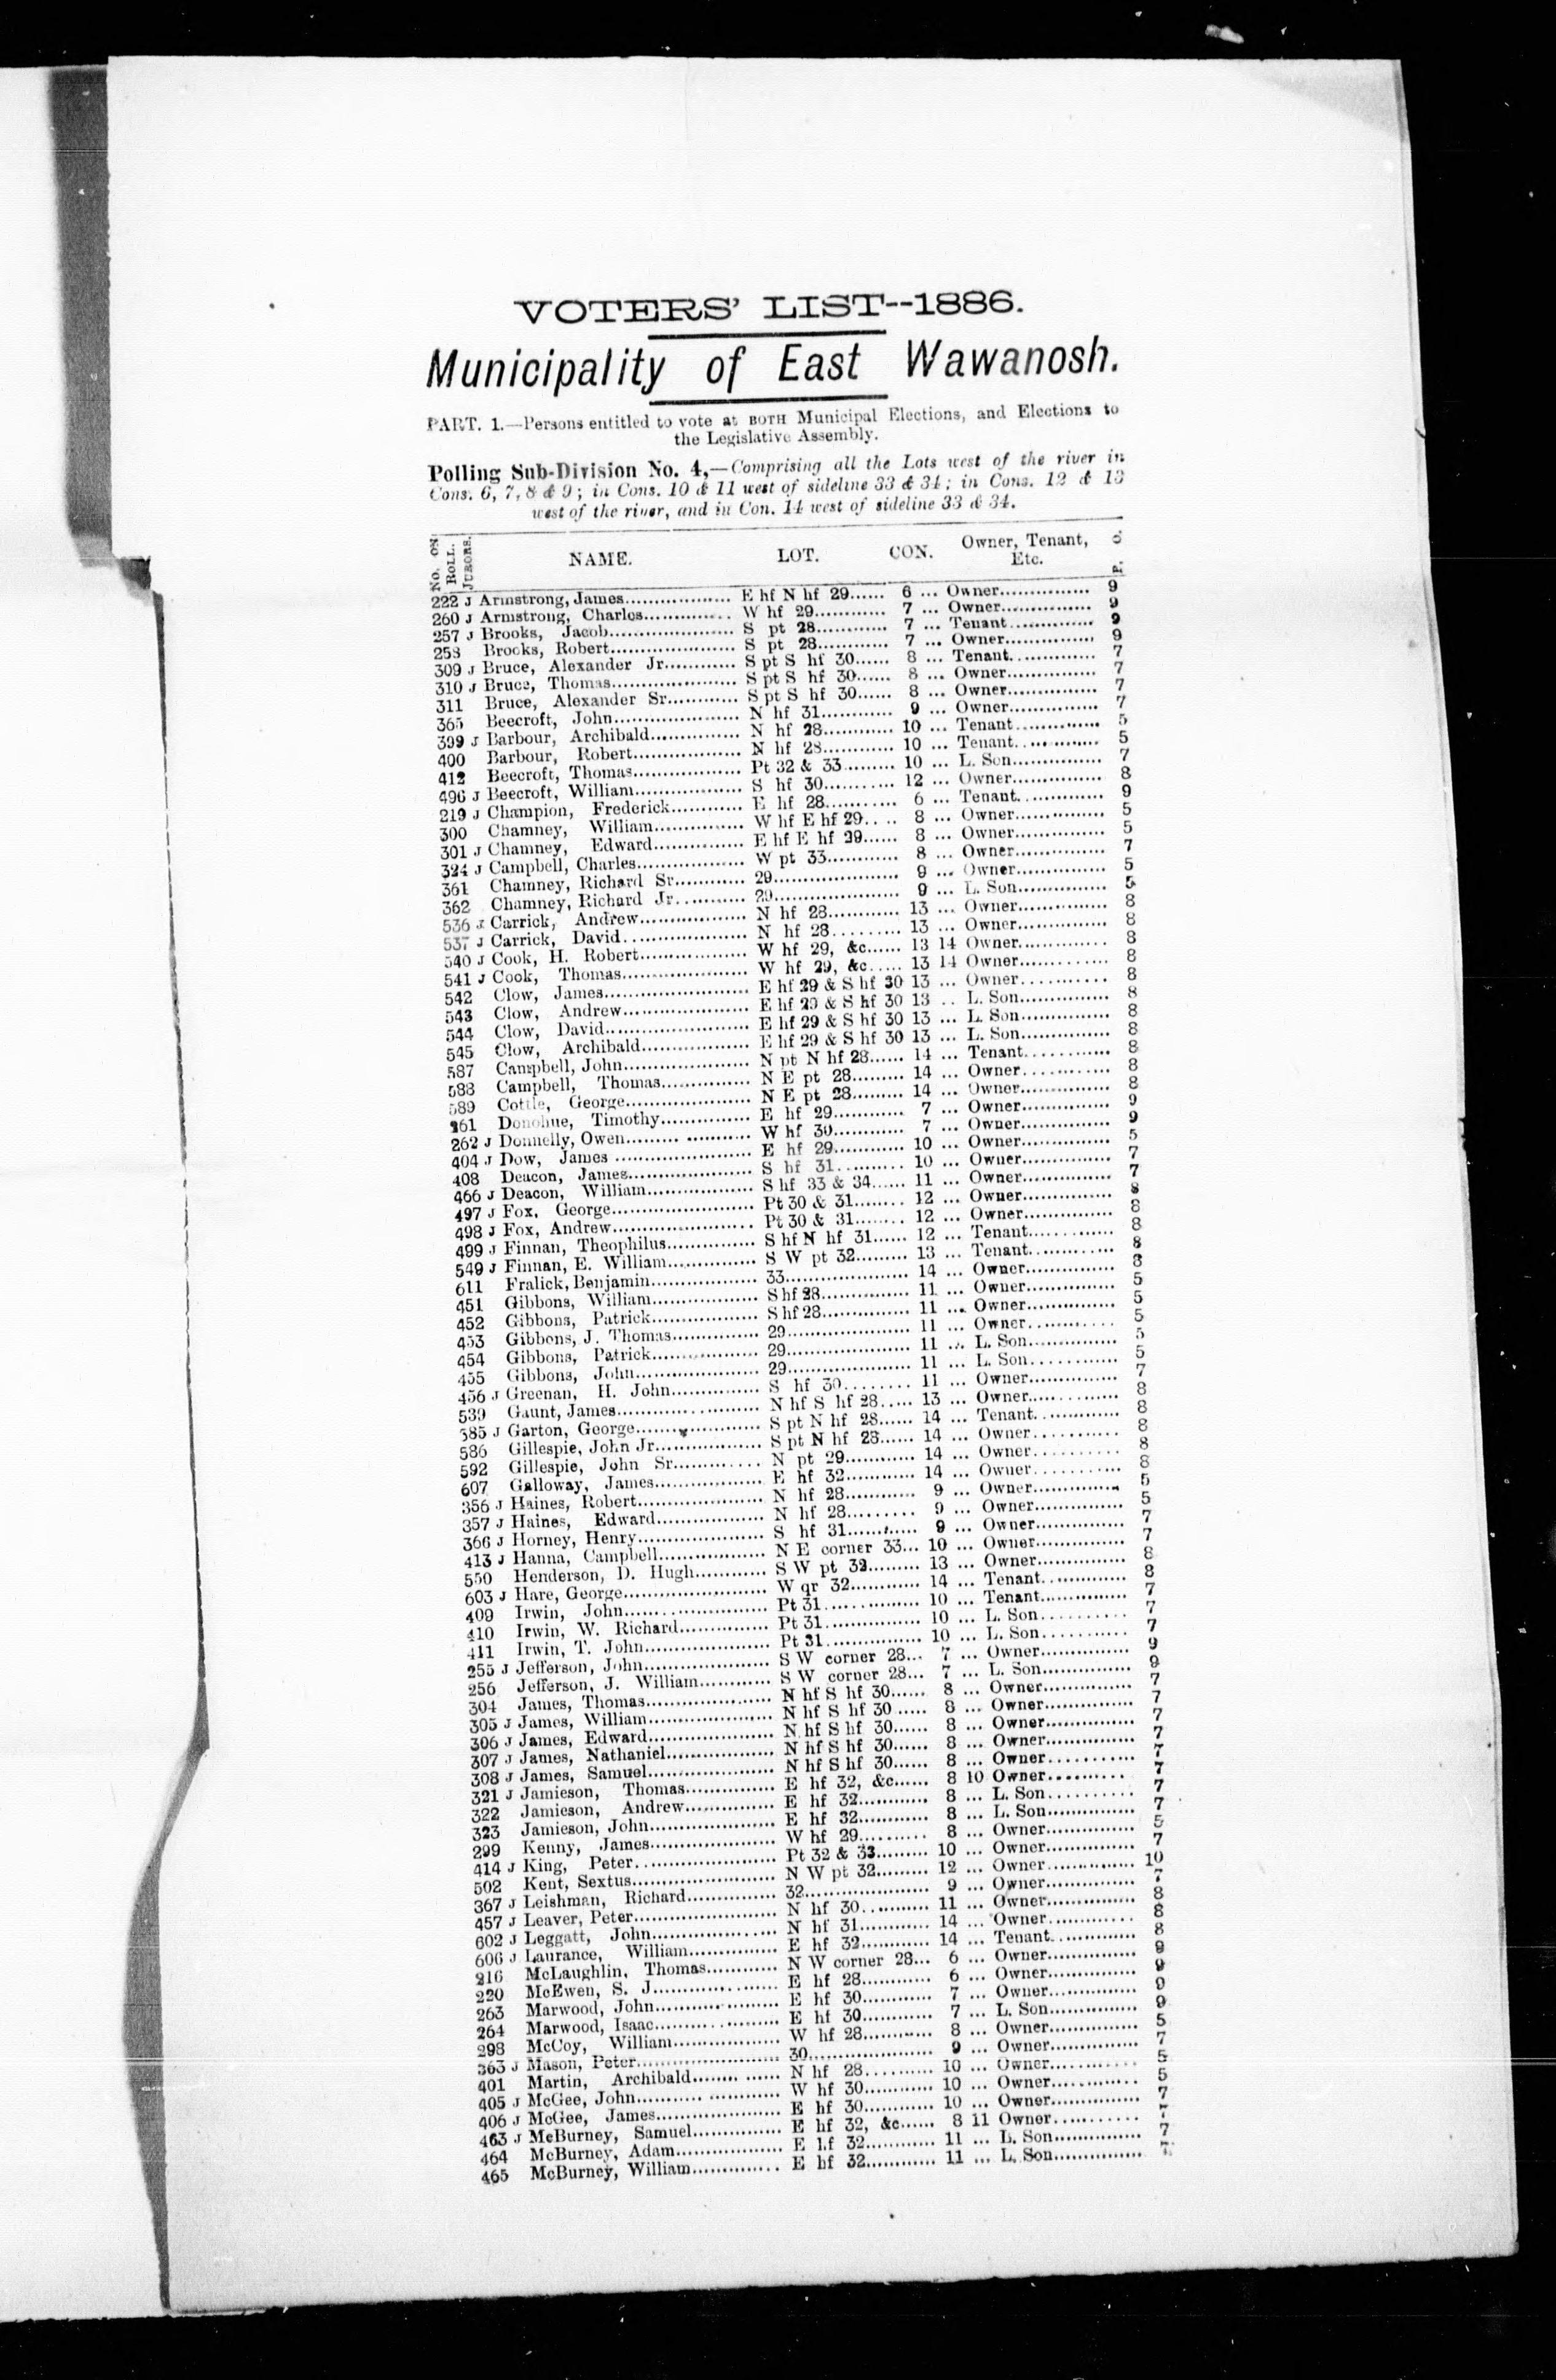 VOTERS' LIST--1886.
Municipality of East Wawanosh.
PART. 1.—Persons entitled to vote at BOTH Municipal Elections, and Elections to
the Legislative Assembly.
Polling Sub-Division No. 4,—Comprising all the Lots west of the river in
Cons. 6, 7, 8 & 9; in Cons. 10 & 11 west of sideline 33 & 34; in Cons. 12 & 13
west of the river, and in Con. 14 west of sideline 33 & 34.
No. ON ROLL. JURORS. NAME. LOT. CON. Owner, Tenant, Etc. P. O.
222 J Armstrong, James.................. E hf N hf 29...... 6 ... Owner............... 9
260 J Armstrong, Charles.............. W hf 29............ 7 ... Owner............... 9
257 J Brooks, Jacob..................... S pt 28............ 7 ... Tenant.............. 9
258 Brooks, Robert..................... S pt 28............ 7 ... Owner............... 9
309 J Bruce, Alexander Jr............ S pt S hf 30...... 8 ... Tenant.............. 7
310 J Bruce, Thomas..................... S pt S hf 30...... 8 ... Owner............... 7
311 Bruce, Alexander Sr............ S pt S hf 30...... 8 ... Owner............... 7
365 Beecroft, John..................... N hf 31............ 9 ... Owner............... 7
399 J Barbour, Archibald............... N hf 28............ 10 ... Tenant.............. 5
400 Barbour, Robert.................. N hf 28............ 10 ... Tenant.............. 5
412 Beecroft, Thomas.................. Pt 32 & 33......... 10 ... L. Son............... 7
496 J Beecroft, William.................. S hf 30............ 12 ... Owner............... 8
219 J Champion, Frederick............ E hf 28............ 6 ... Tenant.............. 9
300 Chamney, William............... W hf E hf 29..... 8 ... Owner............... 5
301 J Chamney, Edward............... E hf E hf 29...... 8 ... Owner............... 5
324 J Campbell, Charles.................. W pt 33............ 8 ... Owner............... 7
361 Chamney, Richard Sr............ 29..................... 9 ... Owner............... 5
362 Chamney, Richard Jr............ 29..................... 9 ... L. Son............... 5
536 J Carrick, Andrew.................. N hf 28............ 13 ... Owner............... 8
537 J Carrick, David..................... N hf 28............ 13 ... Owner............... 8
540 J Cook, H. Robert.................. W hf 29, &c...... 13 14 Owner............... 8
541 J Cook, Thomas..................... W hf 29, &c..... 13 14 Owner............... 8
542 Clow, James........................ E hf 29 & S hf 30 13 ... Owner............... 8
543 Clow, Andrew..................... E hf 29 & S hf 30 13 .. L. Son............... 8
544 Clow, David........................ E hf 29 & S hf 30 13 ... L. Son............... 8
545 Clow, Archibald.................. E hf 29 & S hf 30 13 ... L. Son............... 8
587 Campbell, John..................... N pt N hf 28...... 14 ... Tenant.............. 8
588 Campbell, Thomas............... N E pt 28......... 14 ... Owner............... 8
589 Cottle, George..................... N E pt 28......... 14 ... Owner............... 8
261 Donohue, Timothy............... E hf 29............ 7 ... Owner............... 9
262 J Donnelly, Owen..................... W hf 30............ 7 ... Owner............... 9
404 J Dow, James ........................ E hf 29............ 10 ... Owner............... 5
408 Deacon, James..................... S hf 31............ 10 ... Owner............... 7
466 J Deacon, William.................. S hf 33 & 34...... 11 ... Owner............... 7
497 J Fox, George........................ Pt 30 & 31......... 12 ... Owner............... 8
498 J Fox, Andrew........................ Pt 30 & 31........ 12 ... Owner............... 8
499 J Finnan, Theophilus............... S hf N hf 31...... 12 ... Tenant.............. 8
549 J Finnan, E. William............... S W pt 32......... 13 ... Tenant.............. 8
611 Fralick, Benjamin.................. 33..................... 14 ... Owner............... 8
451 Gibbons, William.................. S hf 28............... 11 ... Owner............... 5
452 Gibbons, Patrick.................. S hf 28............... 11 ... Owner............... 5
453 Gibbons, J. Thomas............... 29..................... 11 ... Owner............... 5
454 Gibbons, Patrick.................. 29..................... 11 ... L. Son............... 5
455 Gibbons, John..................... 29..................... 11 ... L. Son............... 5
456 J Greenan, H. John............... S hf 30............ 11 ... Owner............... 7
539 Gaunt, James........................ N hf S hf 28..... 13 ... Owner............... 8
585 J Garton, George..................... S pt N hf 28...... 14 ... Tenant.............. 8
586 Gillespie, John Jr.................. S pt N hf 28...... 14 ... Owner............... 8
592 Gillespie, John Sr............... N pt 29............ 14 ... Owner............... 8
607 Galloway, James.................. E hf 32............ 14 ... Owner............... 8
356 J Haines, Robert..................... N hf 28............ 9 ... Owner............... 5
357 J Haines, Edward.................. N hf 28............ 9 ... Owner............... 5
366 J Horney, Henry..................... S hf 31............ 9 ... Owner............... 7
413 J Hanna, Campbell.................. N E corner 33... 10 ... Owner............... 7
550 Henderson, D. Hugh............ S W pt 32......... 13 ... Owner............... 8
603 J Hare, George........................ W qr 32............ 14 ... Tenant.............. 8
409 Irwin, John........................ Pt 31............... 10 ... Tenant.............. 7
410 Irwin, W. Richard............... Pt 31............... 10 ... L. Son............... 7
411 Irwin, T. John..................... Pt 31............... 10 ... L. Son............... 7
255 J Jefferson, John..................... S W corner 28... 7 ... Owner............... 9
256 Jefferson, J. William............ S W corner 28... 7 ... L. Son............... 9
304 James, Thomas..................... N hf S hf 30...... 8 ... Owner............... 7
305 J James, William..................... N hf S hf 30 ..... 8 ... Owner............... 7
306 J James, Edward..................... N hf S hf 30...... 8 ... Owner............... 7
307 J James, Nathaniel.................. N hf S hf 30...... 8 ... Owner............... 7
308 J James, Samuel..................... N hf S hf 30...... 8 ... Owner............... 7
321 J Jamieson, Thomas............... E hf 32, &c...... 8 10 Owner............... 7
322 Jamieson, Andrew............... E hf 32............ 8 ... L. Son............... 7
323 Jamieson, John..................... E hf 32............ 8 ... L. Son............... 7
299 Kenny, James..................... W hf 29............ 8 ... Owner............... 5
414 J King, Peter........................ Pt 32 & 33......... 10 ... Owner............... 7
502 Kent, Sextus........................ N W pt 32......... 12 ... Owner............... 10
367 J Leishman, Richard............... 32..................... 9 ... Owner............... 7
457 J Leaver, Peter........................ N hf 30............ 11 ... Owner............... 8
602 J Leggatt, John..................... N hf 31............ 14 ... Owner............... 8
606 J Laurance, William............... E hf 32............ 14 ... Tenant.............. 8
216 McLaughlin, Thomas............ N W corner 28... 6 ... Owner............... 9
220 McEwen, S. J..................... E hf 28............ 6 ... Owner............... 9
263 Marwood, John..................... E hf 30............ 7 ... Owner............... 9
264 Marwood, Isaac..................... E hf 30............ 7 ... L. Son............... 9
298 McCoy, William.................. W hf 28............ 8 ... Owner............... 5
363 J Mason, Peter........................ 30..................... 9 ... Owner............... 7
401 Martin, Archibald............... N hf 28............ 10 ... Owner............... 5
405 J McGee, John........................ W hf 30............ 10 ... Owner............... 5
406 J McGee, James..................... E hf 30............ 10 ... Owner............... 7
463 J McBurney, Samuel............... E hf 32, &c...... 8 11 Owner............... 7
464 McBurney, Adam.................. E hf 32............ 11 ... L. Son............... 7
465 McBurney, William............... E hf 32............ 11 ... L. Son............... 7